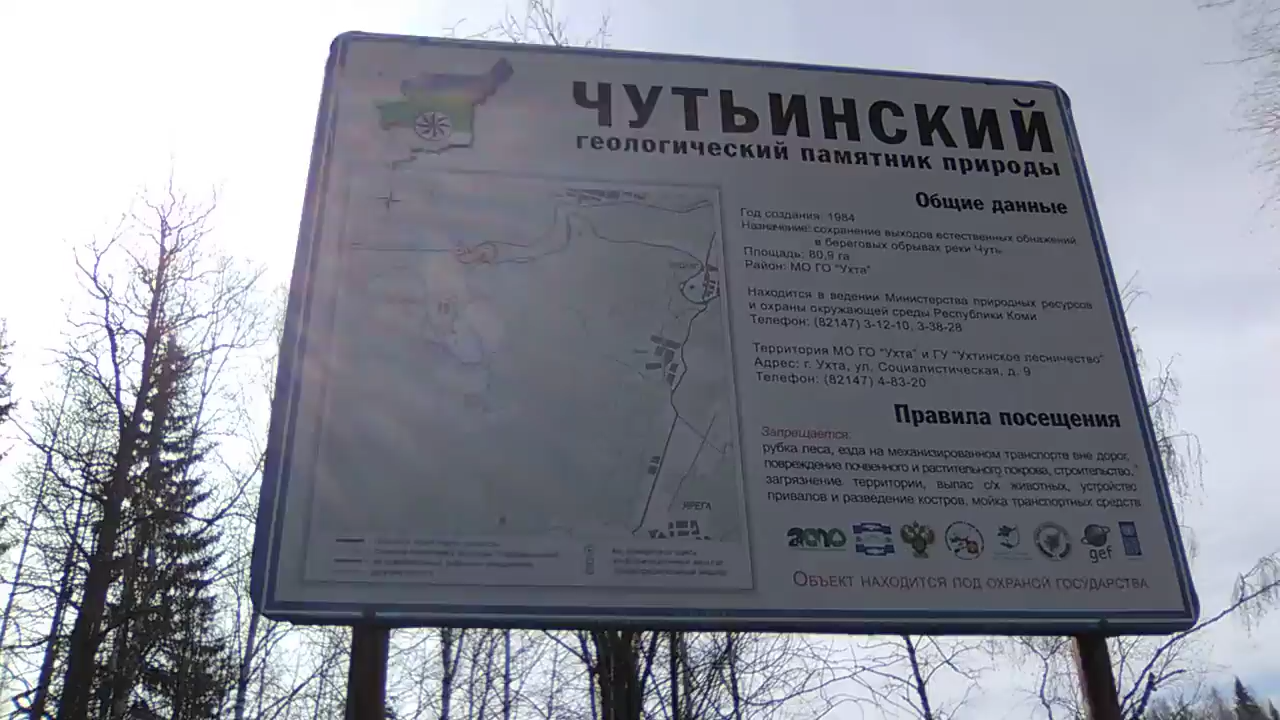 ЧУТЬИНСКИЙ
геологический памятник природы
Общие данные
Год создания: 1984
Назначение: сохранение выходов естественных обнажений
в береговых обрывах реки Чуть
Площадь: 80,9 га
Район: МО ГО "Ухта"
Находится в ведении Министерства природных ресурсов
и охраны окружающей среды Республики Коми
Телефон: (82147) 3-12-10, 3-38-28
Территория МО ГО "Ухта" и ГУ "Ухтинское лесничество"
Адрес: г. Ухта, ул. Социалистическая, д. 9
Телефон: (82147) 4-83-20
Правила посещения
Запрещается:
рубка леса, езда на механизированном транспорте вне дорог,
повреждение почвенного и растительного покрова, строительство,
загрязнение территории, выпас с/х животных, устройство
привалов и разведение костров, мойка транспортных средств
ЯРЕГА
gef
Объект находится под охраной государства